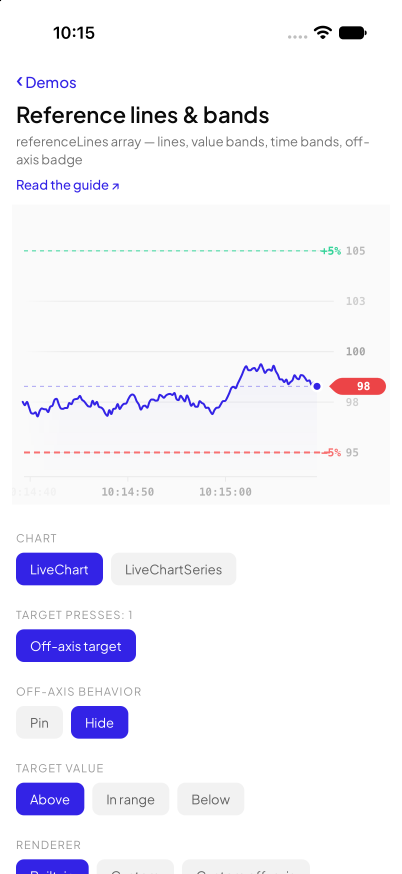 10:15
Demos
Reference lines & bands
referenceLines array — lines, value bands, time bands, off-
axis badge
Read the guide ↗
+5% 105
103
100
98
98
-5% 95
10:14:50 10:15:00
CHART
LiveChart LiveChartSeries
TARGET PRESSES: 1
Off-axis target
OFF-AXIS BEHAVIOR
Pin Hide
TARGET VALUE
Above In range Below
RENDERER